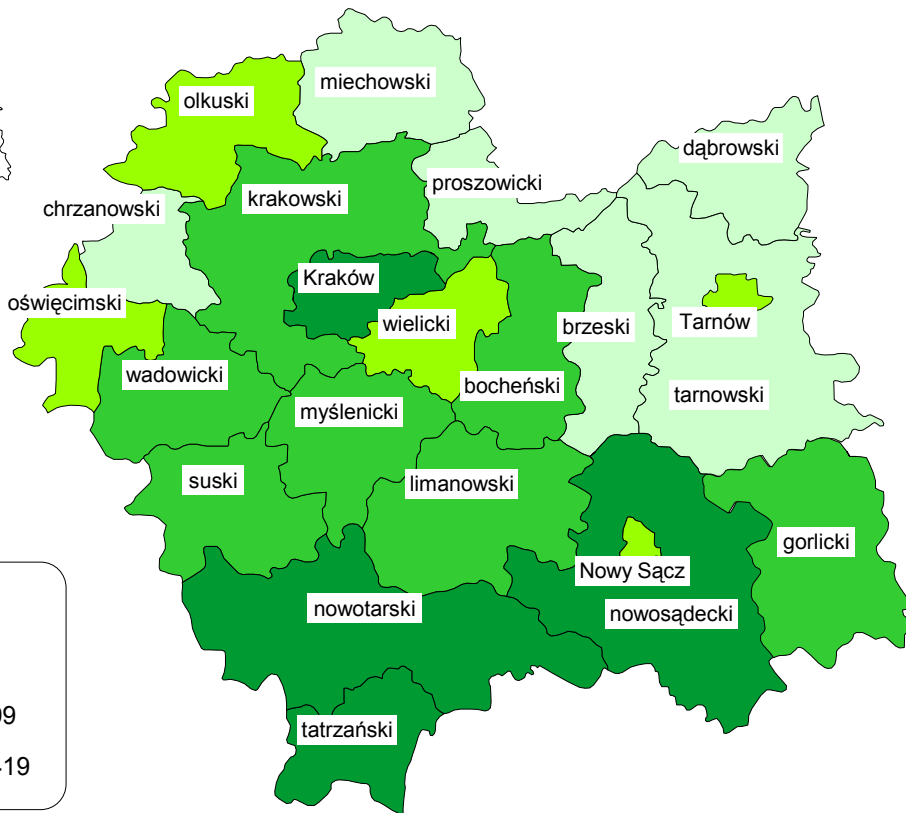 miechowski
olkuski
dąbrowski
proszowicki
krakowski
chrzanowski
Kraków
oświęcimski
wielicki
brzeski
Tarnów
wadowicki
bocheński
tarnowski
myślenicki
suski
limanowski
gorlicki
Nowy Sącz
nowotarski
nowosądecki
tatrzański